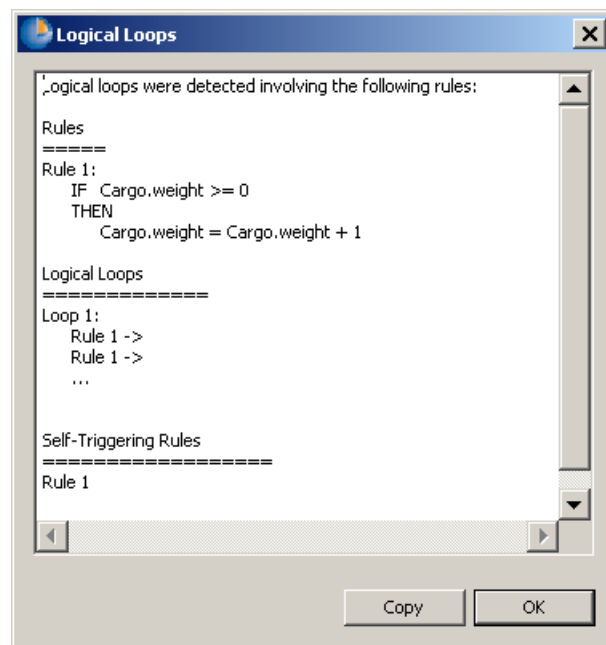 Logical Loops
Logical loops were detected involving the following rules:
Rules
=====
Rule 1:
IF Cargo.weight >= 0
THEN
Cargo.weight = Cargo.weight + 1
Logical Loops
=============
Loop 1:
Rule 1 ->
Rule 1 ->
...
Self-Triggering Rules
===================
Rule 1
Copy
OK